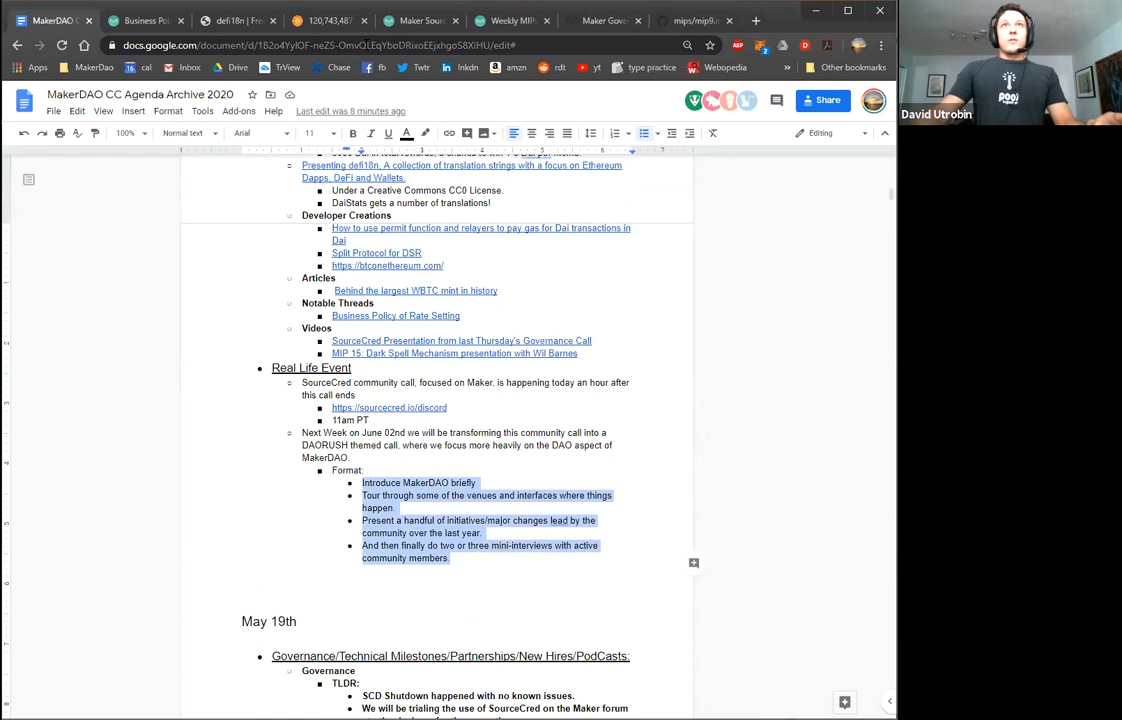 MakerDAO CC
Business Po
defi18n | Fre
120,743,487
Maker Sour
Weekly MIP
Maker Gove
mips/mip9.
docs.google.com/document/d/1B2o4YyIOF-neZS-OmvQLEqYboDRixoEEjxhgoS8XlHU/edit#
Apps MakerDao cal Inbox Drive TrView Chase fb Twtr lnkdn amzn rdt yt type practice Webopedia Other bookmarks
MakerDAO CC Agenda Archive 2020
File Edit View Insert Format Tools Add-ons Help Last edit was 8 minutes ago
Share
100% Normal text Arial 11 Editing
Presenting defi18n, A collection of translation strings with a focus on Ethereum
Dapps, DeFi and Wallets.
Under a Creative Commons CC0 License.
DaiStats gets a number of translations!
Developer Creations
How to use permit function and relayers to pay gas for Dai transactions in
Dai
Split Protocol for DSR
https://btconethereum.com/
Articles
Behind the largest WBTC mint in history
Notable Threads
Business Policy of Rate Setting
Videos
SourceCred Presentation from last Thursday's Governance Call
MIP 15: Dark Spell Mechanism presentation with Wil Barnes
Real Life Event
SourceCred community call, focused on Maker, is happening today an hour after
this call ends
https://sourcecred.io/discord
11am PT
Next Week on June 02nd we will be transforming this community call into a
DAORUSH themed call, where we focus more heavily on the DAO aspect of
MakerDAO.
Format:
Introduce MakerDAO briefly
Tour through some of the venues and interfaces where things
happen.
Present a handful of initiatives/major changes lead by the
community over the last year.
And then finally do two or three mini-interviews with active
community members.
May 19th
Governance/Technical Milestones/Partnerships/New Hires/PodCasts:
Governance
TLDR:
SCD Shutdown happened with no known issues.
We will be trialing the use of SourceCred on the Maker forum
David Utrobin